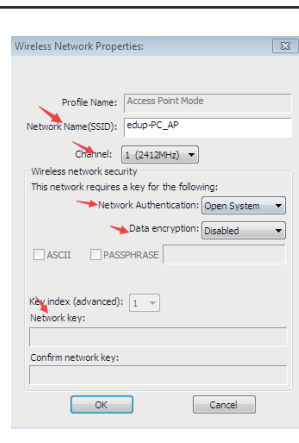 Wireless Network Properties:
Profile Name: Access Point Mode
Network Name(SSID): edup-PC_AP
Channel: 1 (2412MHz)
Wireless network security
This network requires a key for the following:
Network Authentication: Open System
Data encryption: Disabled
ASCII PASSPHRASE
Key index (advanced): 1
Network key:
Confirm network key:
OK Cancel